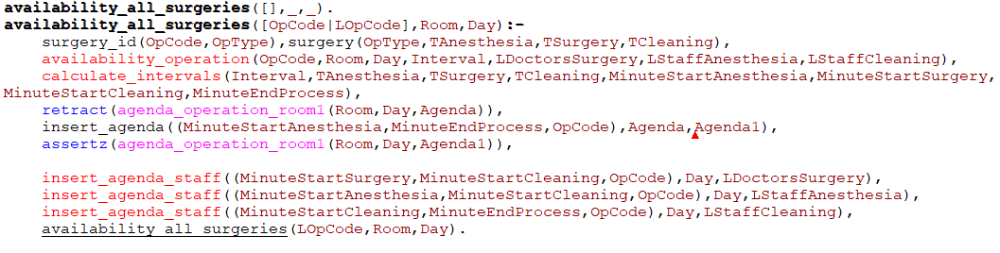 availability_all_surgeries([],_,_).
availability_all_surgeries([OpCode|LOpCode],Room,Day):-
surgery_id(OpCode,OpType),surgery(OpType,TAnesthesia,TSurgery,TCleaning),
availability_operation(OpCode,Room,Day,Interval,LDoctorsSurgery,LStaffAnesthesia,LStaffCleaning),
calculate_intervals(Interval,TAnesthesia,TSurgery,TCleaning,MinuteStartAnesthesia,MinuteStartSurgery,
MinuteStartCleaning,MinuteEndProcess),
retract(agenda_operation_room1(Room,Day,Agenda)),
insert_agenda((MinuteStartAnesthesia,MinuteEndProcess,OpCode),Agenda,Agenda1),
assertz(agenda_operation_room1(Room,Day,Agenda1)),
insert_agenda_staff((MinuteStartSurgery,MinuteStartCleaning,OpCode),Day,LDoctorsSurgery),
insert_agenda_staff((MinuteStartAnesthesia,MinuteStartCleaning,OpCode),Day,LStaffAnesthesia),
insert_agenda_staff((MinuteStartCleaning,MinuteEndProcess,OpCode),Day,LStaffCleaning),
availability_all_surgeries(LOpCode,Room,Day).